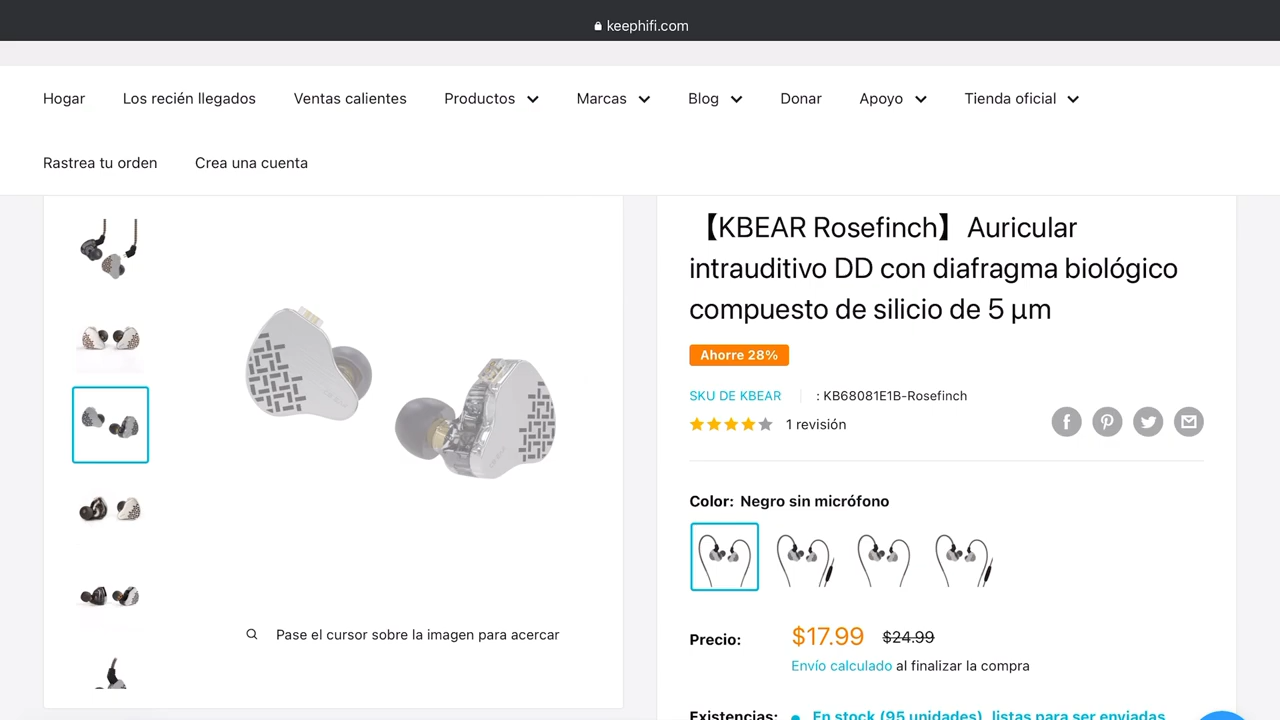 keephifi.com
Hogar
Los recién llegados
Ventas calientes
Productos
Marcas
Blog
Donar
Apoyo
Tienda oficial
Rastrea tu orden
Crea una cuenta
【KBEAR Rosefinch】Auricular
intrauditivo DD con diafragma biológico
compuesto de silicio de 5 μm
Ahorre 28%
SKU DE KBEAR : KB68081E1B-Rosefinch
1 revisión
Color: Negro sin micrófono
Pase el cursor sobre la imagen para acercar
Precio: $17.99 $24.99
Envío calculado al finalizar la compra
Existencias: En stock (95 unidades), listas para ser enviadas